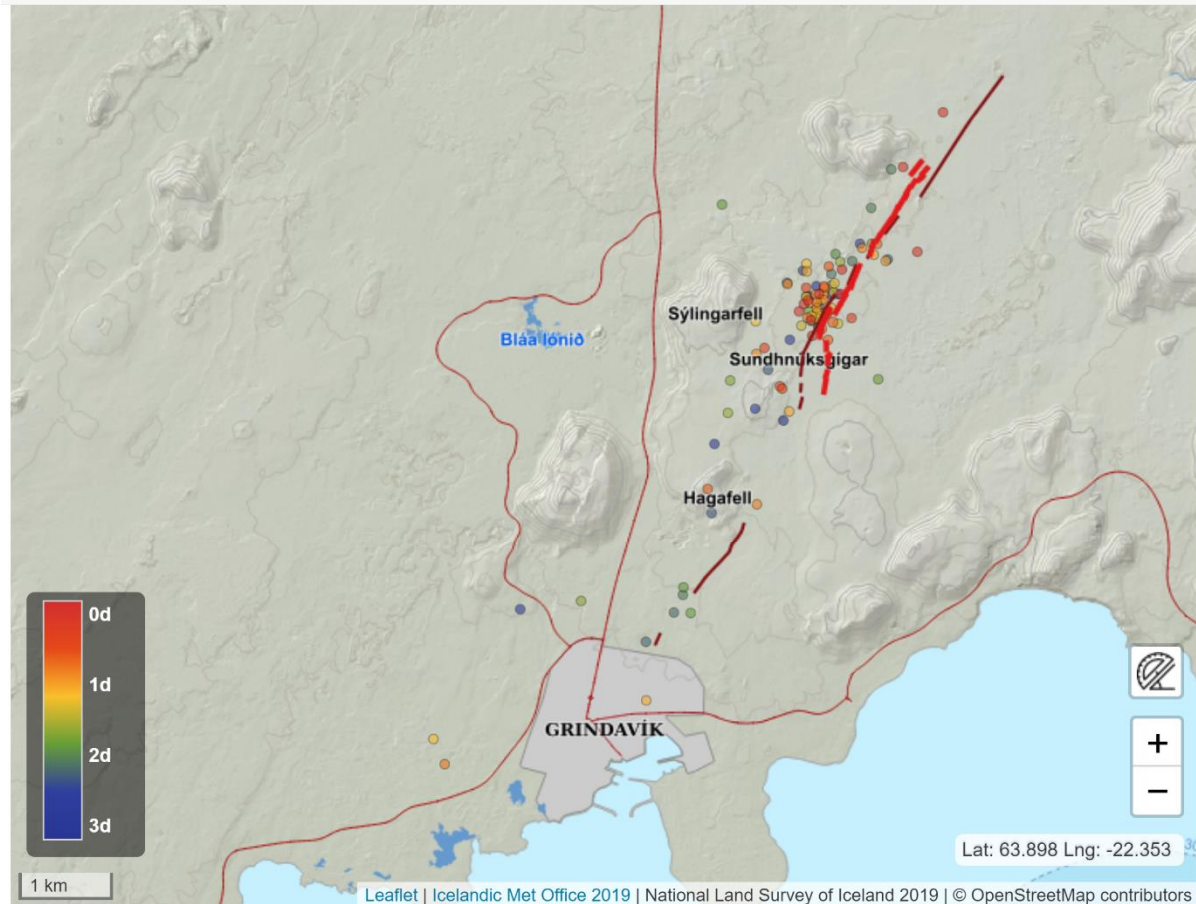 Sýlingarfell
Bláa lónið
Sundhnúksgígar
Hagafell
0d
1d
2d
3d
GRINDAVÍK
+
−
Lat: 63.898 Lng: -22.353
1 km
Leaflet | Icelandic Met Office 2019 | National Land Survey of Iceland 2019 | © OpenStreetMap contributors